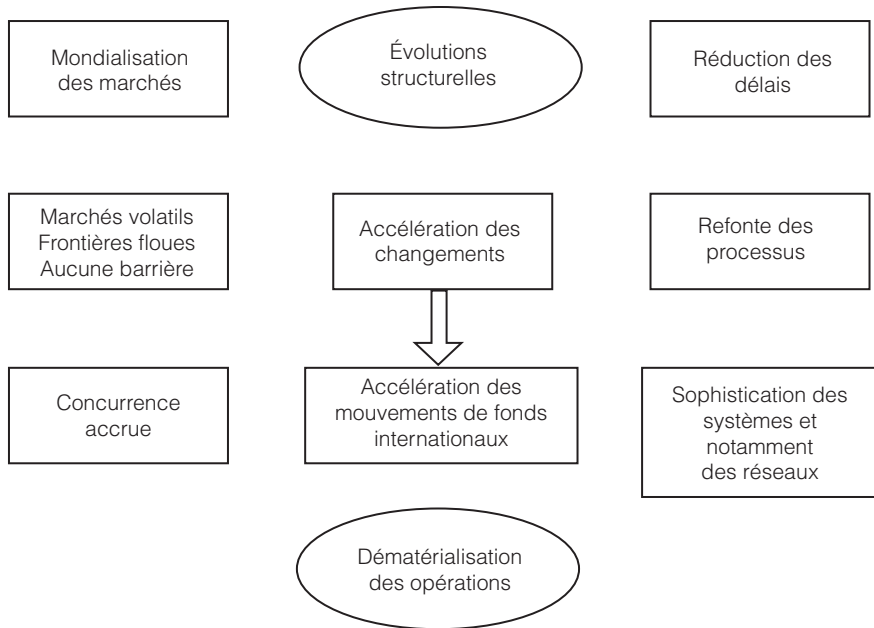 Mondialisation
des marchés
Évolutions
structurelles
Réduction des
délais
Marchés volatils
Frontières floues
Aucune barrière
Accélération des
changements
Refonte des
processus
Concurrence
accrue
Accélération des
mouvements de fonds
internationaux
Sophistication des
systèmes et
notamment
des réseaux
Dématérialisation
des opérations